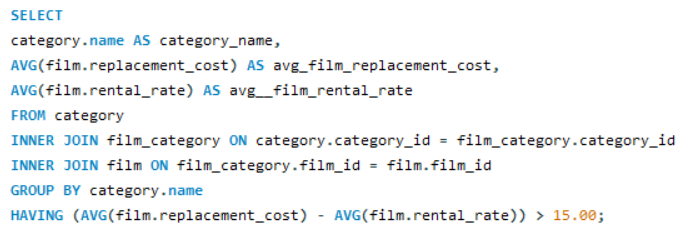 SELECT
category.name AS category_name,
AVG(film.replacement_cost) AS avg_film_replacement_cost,
AVG(film.rental_rate) AS avg__film_rental_rate
FROM category
INNER JOIN film_category ON category.category_id = film_category.category_id
INNER JOIN film ON film_category.film_id = film.film_id
GROUP BY category.name
HAVING (AVG(film.replacement_cost) - AVG(film.rental_rate)) > 15.00;